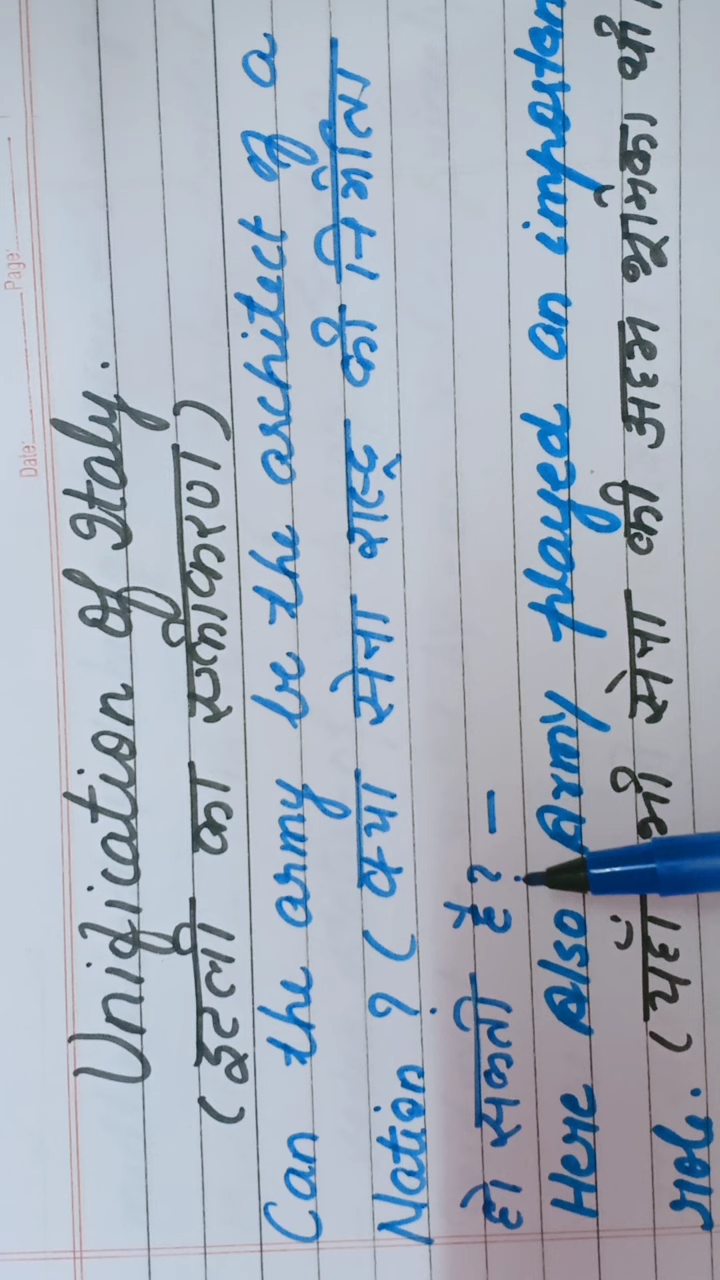 Page:
Date:
Unification of Italy.
(इटली का एकीकरण)
Can the army be the architect of a
Nation ? ( क्या सेना राष्ट्र की निर्माता
हो सकती है? –
Here Also Army played an importan
role. (यहाँ भी सेना की अहम भूमिका थी